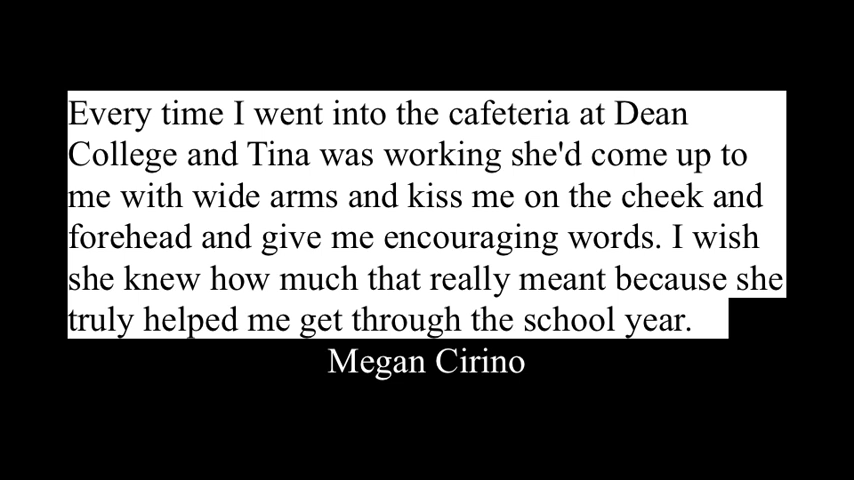 Every time I went into the cafeteria at Dean
College and Tina was working she'd come up to
me with wide arms and kiss me on the cheek and
forehead and give me encouraging words. I wish
she knew how much that really meant because she
truly helped me get through the school year.
Megan Cirino